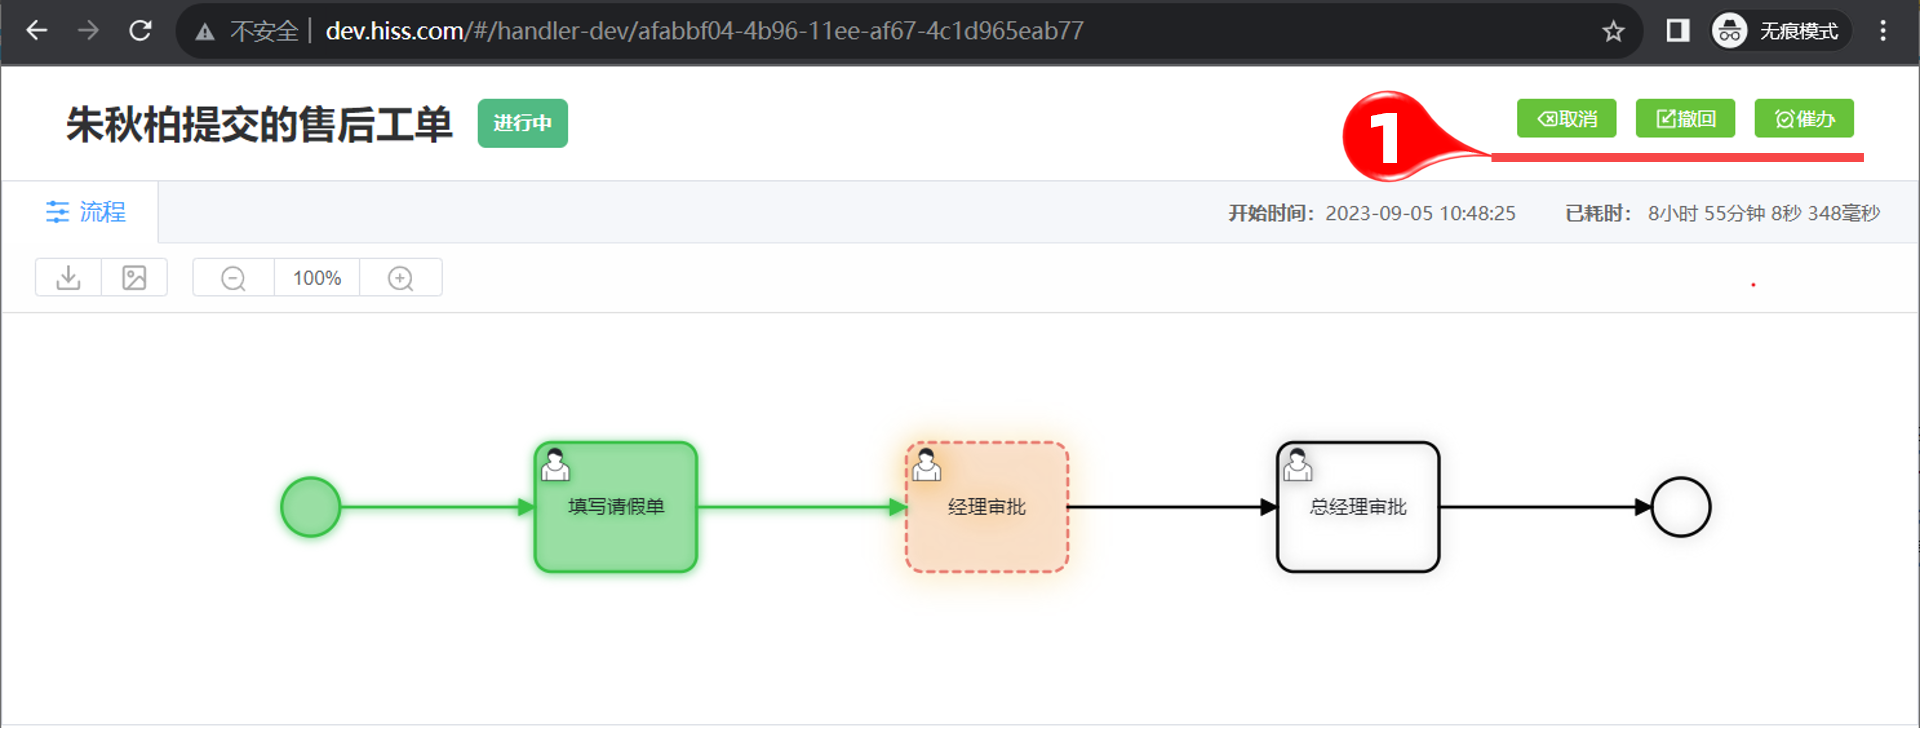 不安全 | dev.hiss.com/#/handler-dev/afabbf04-4b96-11ee-af67-4c1d965eab77
无痕模式
朱秋柏提交的售后工单 进行中
1
取消 撤回 催办
流程
开始时间：2023-09-05 10:48:25 已耗时： 8小时 55分钟 8秒 348毫秒
100%
填写请假单 经理审批 总经理审批